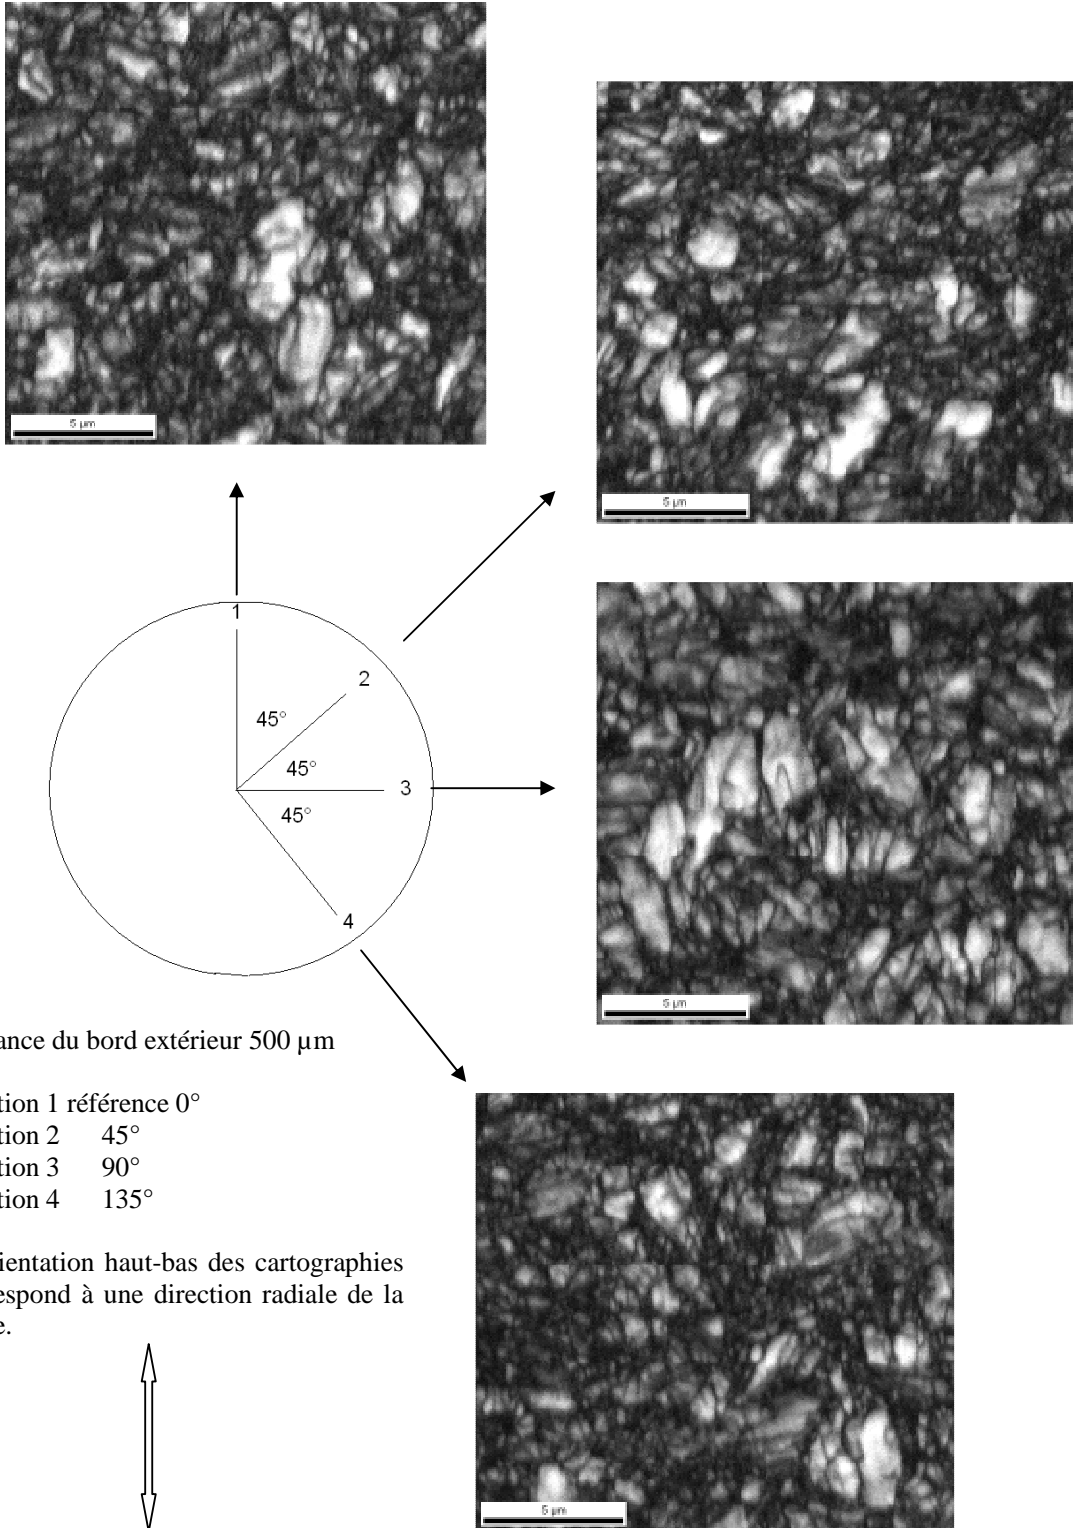 5 µm
5 µm
1
2
45°
45°
3
45°
4
5 µm
ance du bord extérieur 500 µm
tion 1 référence 0°
tion 2 45°
tion 3 90°
tion 4 135°
ientation haut-bas des cartographies
espond à une direction radiale de la
e.
5 µm